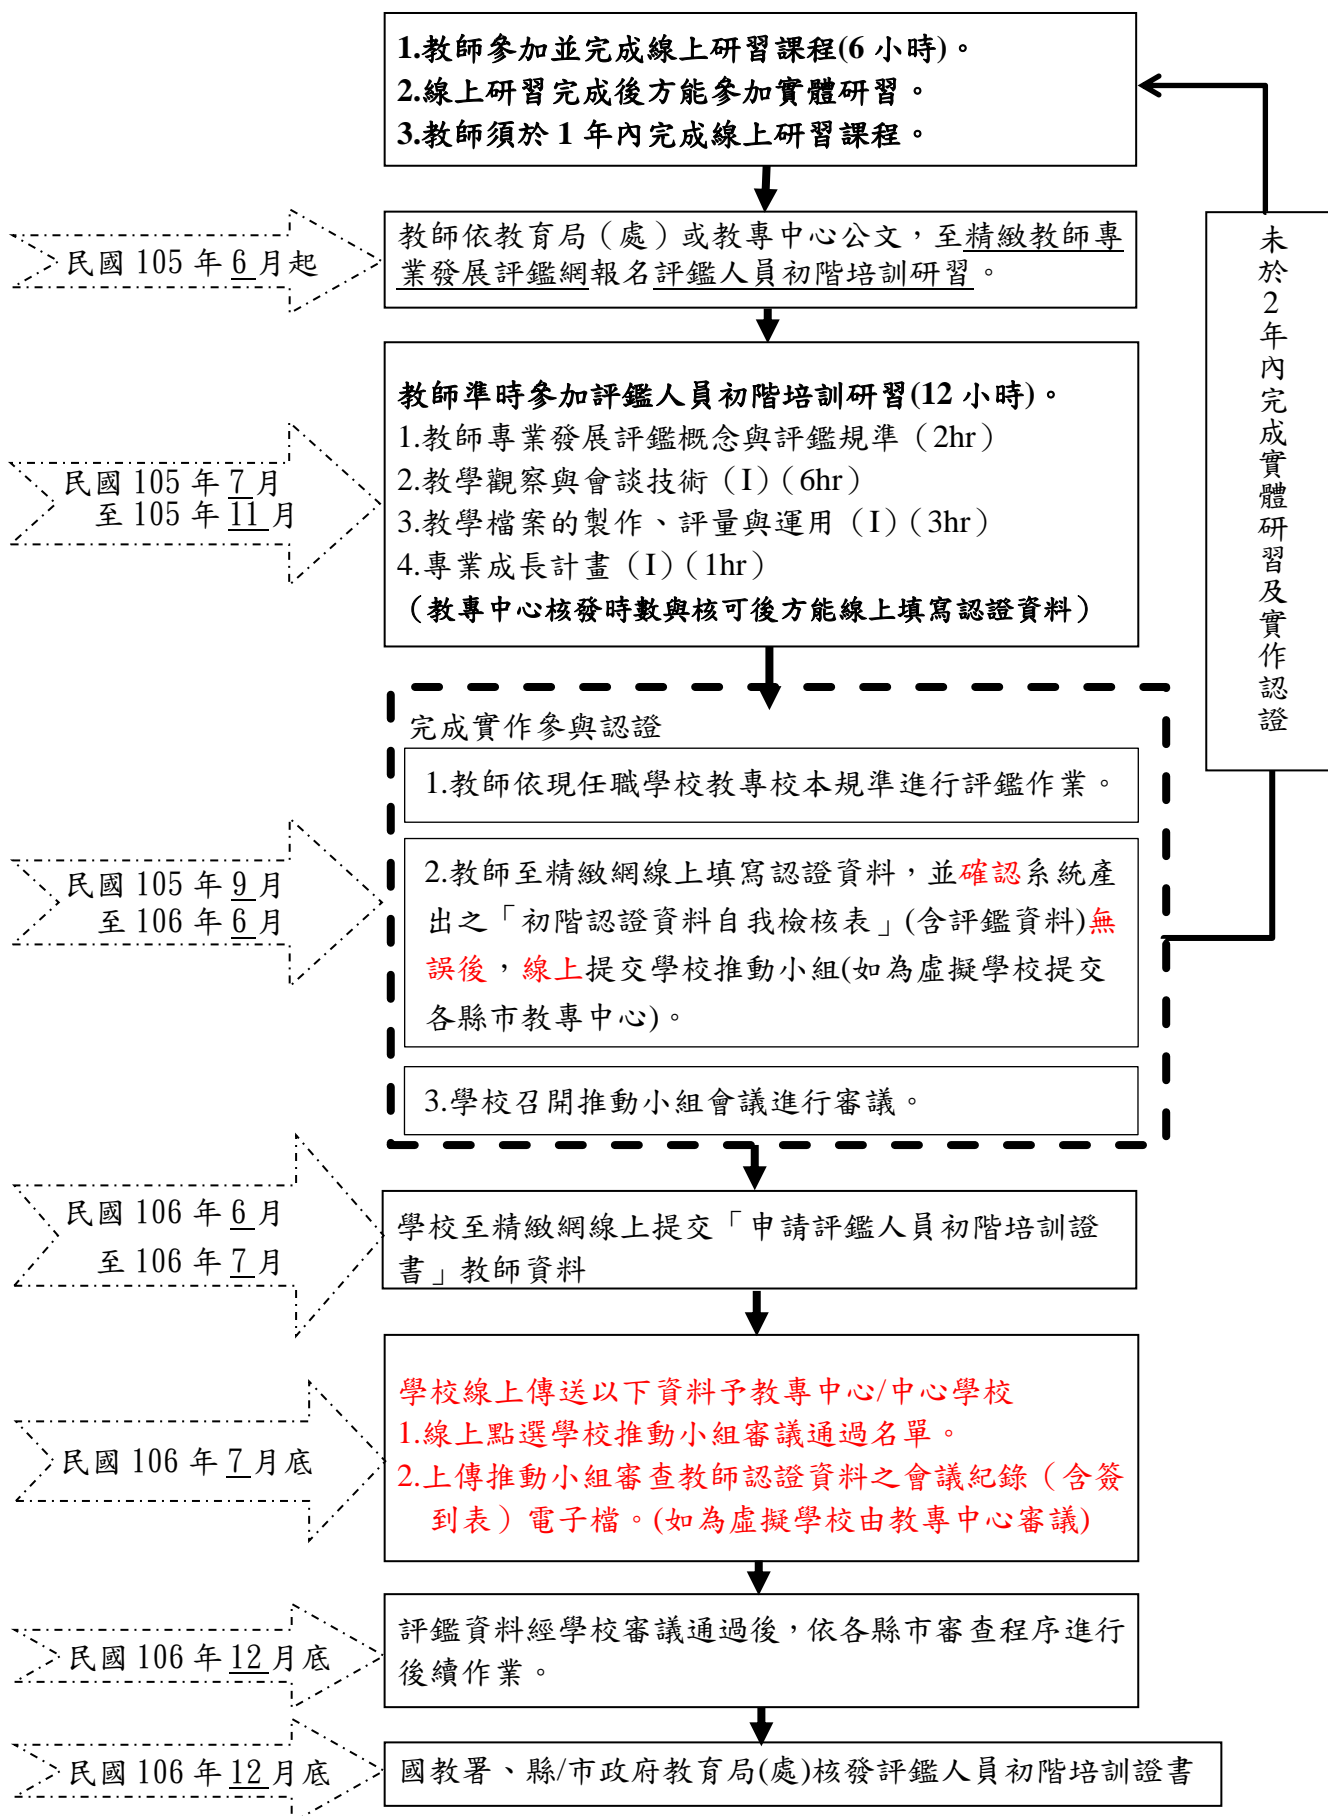 1.教師參加並完成線上研習課程(6 小時)。
2.線上研習完成後方能參加實體研習。
3.教師須於 1 年內完成線上研習課程。
民國 105 年 6 月起
教師依教育局（處）或教專中心公文，至精緻教師專
業發展評鑑網報名評鑑人員初階培訓研習。
未於2年內完成實體研習及實作認證
民國 105 年 7 月
至 105 年 11 月
教師準時參加評鑑人員初階培訓研習(12 小時)。
1.教師專業發展評鑑概念與評鑑規準（2hr）
2.教學觀察與會談技術（I）（6hr）
3.教學檔案的製作、評量與運用（I）（3hr）
4.專業成長計畫（I）（1hr）
（教專中心核發時數與核可後方能線上填寫認證資料）
完成實作參與認證
1.教師依現任職學校教專校本規準進行評鑑作業。
民國 105 年 9 月
至 106 年 6 月
2.教師至精緻網線上填寫認證資料，並確認系統產
出之「初階認證資料自我檢核表」(含評鑑資料)無
誤後，線上提交學校推動小組(如為虛擬學校提交
各縣市教專中心)。
3.學校召開推動小組會議進行審議。
民國 106 年 6 月
至 106 年 7 月
學校至精緻網線上提交「申請評鑑人員初階培訓證
書」教師資料
民國 106 年 7 月底
學校線上傳送以下資料予教專中心/中心學校
1.線上點選學校推動小組審議通過名單。
2.上傳推動小組審查教師認證資料之會議紀錄（含簽
到表）電子檔。(如為虛擬學校由教專中心審議)
民國 106 年 12 月底
評鑑資料經學校審議通過後，依各縣市審查程序進行
後續作業。
民國 106 年 12 月底
國教署、縣/市政府教育局(處)核發評鑑人員初階培訓證書